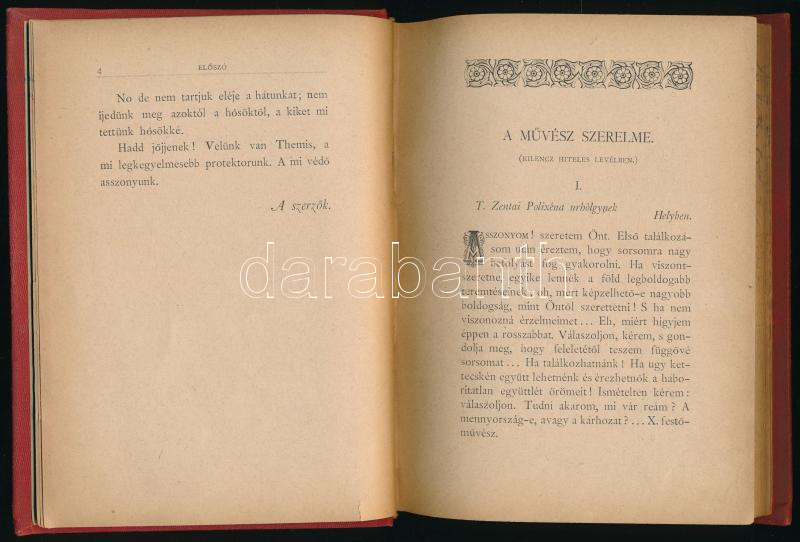 4
ELŐSZÓ
No de nem tartjuk eléje a hátunkat; nem
ijedünk meg azoktól a hősöktől, a kiket mi
tettünk hősökké.
Hadd jőjjenek! Velünk van Themis, a
mi legkegyelmesebb protektorunk. A mi védő
asszonyunk.
A szerzők.
A MŰVÉSZ SZERELME.
(KILENCZ HITELES LEVÉLBEN.)
I.
T. Zentai Polixéna urhölgynek
Helyben.
ASSZONYOM! szeretem Önt. Első találkozá-
som után éreztem, hogy sorsomra nagy
befolyást fog gyakorolni. Ha viszont-
szeretne, egyike lennék a föld legboldogabb
teremtéseinek; oh, mert képzelhető-e nagyobb
boldogság, mint Öntől szerettetni! S ha nem
viszonozná érzelmeimet... Eh, miért higyjem
éppen a rosszabbat. Válaszoljon, kérem, s gon-
dolja meg, hogy feleletétől teszem függővé
sorsomat... Ha találkozhatnánk! Ha ugy ket-
tecskén együtt lehetnénk és érezhetnők a hábo-
rítatlan együttlét örömeit! Ismételten kérem:
válaszoljon. Tudni akarom, mi vár reám? A
mennyország-e, avagy a kárhozat?... X. festő-
művész.
darabanth